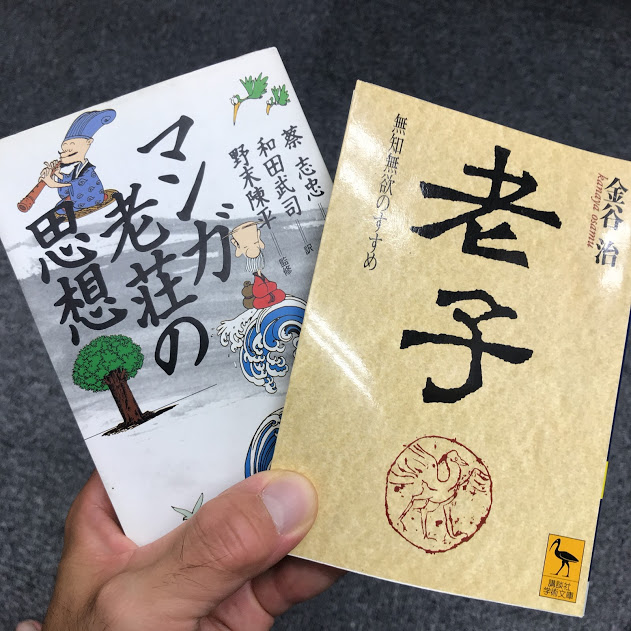 マンガ
老荘の
思想
蔡志忠
和田武司――訳
野末陳平――監修
金谷 治
kanaya osamu
老子
無知無欲のすすめ
講談社
学術文庫